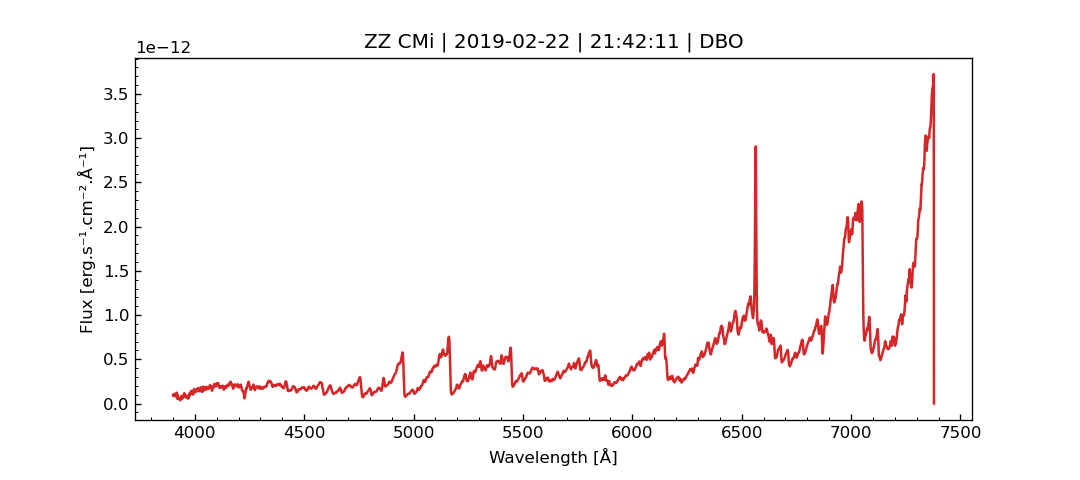 ZZ CMi | 2019-02-22 | 21:42:11 | DBO
1e−12
3.5
3.0
2.5
2.0
1.5
1.0
0.5
0.0
Flux [erg.s⁻¹.cm⁻².Å⁻¹]
4000 4500 5000 5500 6000 6500 7000 7500
Wavelength [Å]